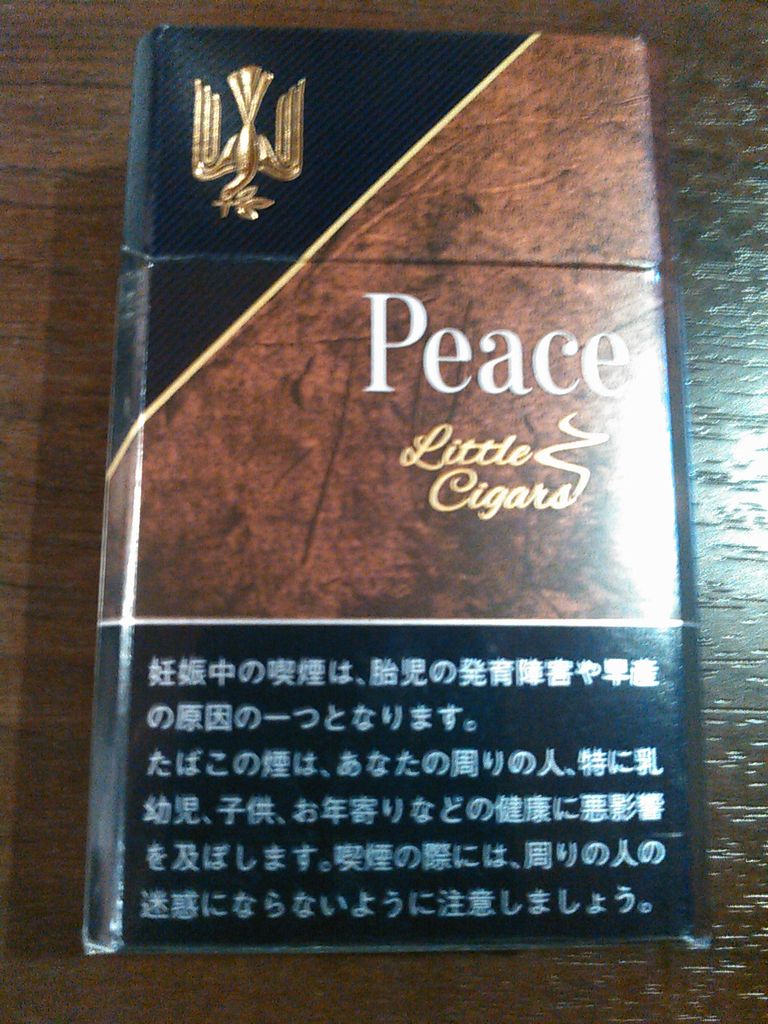 Peace
Little
Cigars
妊娠中の喫煙は、胎児の発育障害や早産
の原因の一つとなります。
たばこの煙は、あなたの周りの人、特に乳
幼児、子供、お年寄りなどの健康に悪影響
を及ぼします。喫煙の際には、周りの人の
迷惑にならないように注意しましょう。